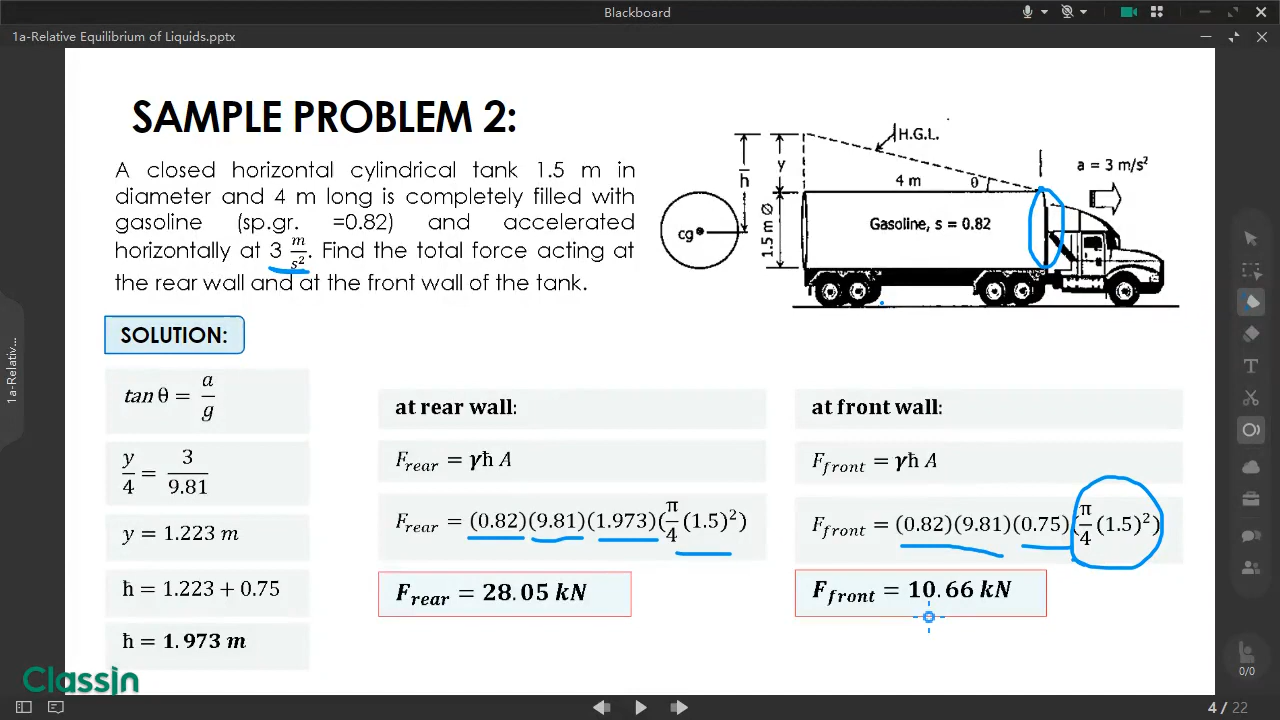 Blackboard
1a-Relative Equilibrium of Liquids.pptx
SAMPLE PROBLEM 2:
A closed horizontal cylindrical tank 1.5 m in
diameter and 4 m long is completely filled with
gasoline (sp.gr. =0.82) and accelerated
horizontally at 3 m/s². Find the total force acting at
the rear wall and at the front wall of the tank.
H.G.L.
a = 3 m/s²
y
h̄
4 m
θ
1.5 m Ø
Gasoline, s = 0.82
cg
1a-Relativ...
SOLUTION:
tan θ = a/g
y/4 = 3/9.81
y = 1.223 m
ħ = 1.223 + 0.75
ħ = 1.973 m
at rear wall:
F_rear = γħ A
F_rear = (0.82)(9.81)(1.973)(π/4 (1.5)²)
F_rear = 28.05 kN
at front wall:
F_front = γħ A
F_front = (0.82)(9.81)(0.75)(π/4 (1.5)²)
F_front = 10.66 kN
T
0/0
ClassIn
4 / 22